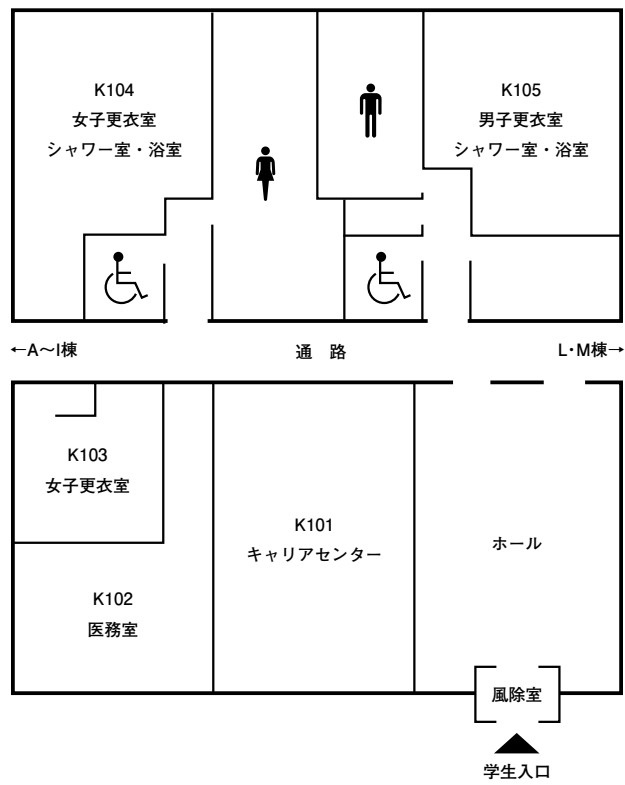 K104
女子更衣室
シャワー室・浴室
K105
男子更衣室
シャワー室・浴室
←A〜I棟
通 路
L・M棟→
K103
女子更衣室
K101
キャリアセンター
ホール
K102
医務室
風除室
学生入口